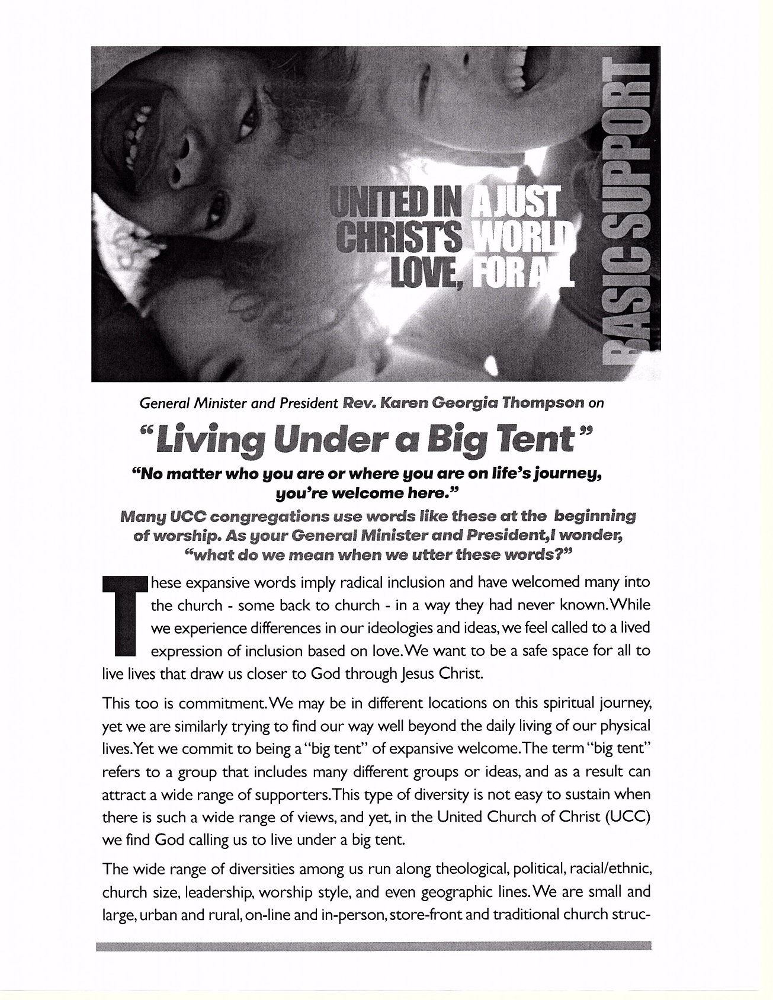 UNITED IN A JUST
CHRIST'S WORLD
LOVE, FOR ALL
BASIC SUPPORT
General Minister and President Rev. Karen Georgia Thompson on
“Living Under a Big Tent”
“No matter who you are or where you are on life’s journey,
you’re welcome here.”
Many UCC congregations use words like these at the beginning
of worship. As your General Minister and President,I wonder,
“what do we mean when we utter these words?”
These expansive words imply radical inclusion and have welcomed many into
the church - some back to church - in a way they had never known.While
we experience differences in our ideologies and ideas, we feel called to a lived
expression of inclusion based on love.We want to be a safe space for all to
live lives that draw us closer to God through Jesus Christ.
This too is commitment.We may be in different locations on this spiritual journey,
yet we are similarly trying to find our way well beyond the daily living of our physical
lives.Yet we commit to being a “big tent” of expansive welcome.The term “big tent”
refers to a group that includes many different groups or ideas, and as a result can
attract a wide range of supporters.This type of diversity is not easy to sustain when
there is such a wide range of views, and yet, in the United Church of Christ (UCC)
we find God calling us to live under a big tent.
The wide range of diversities among us run along theological, political, racial/ethnic,
church size, leadership, worship style, and even geographic lines.We are small and
large, urban and rural, on-line and in-person, store-front and traditional church struc-